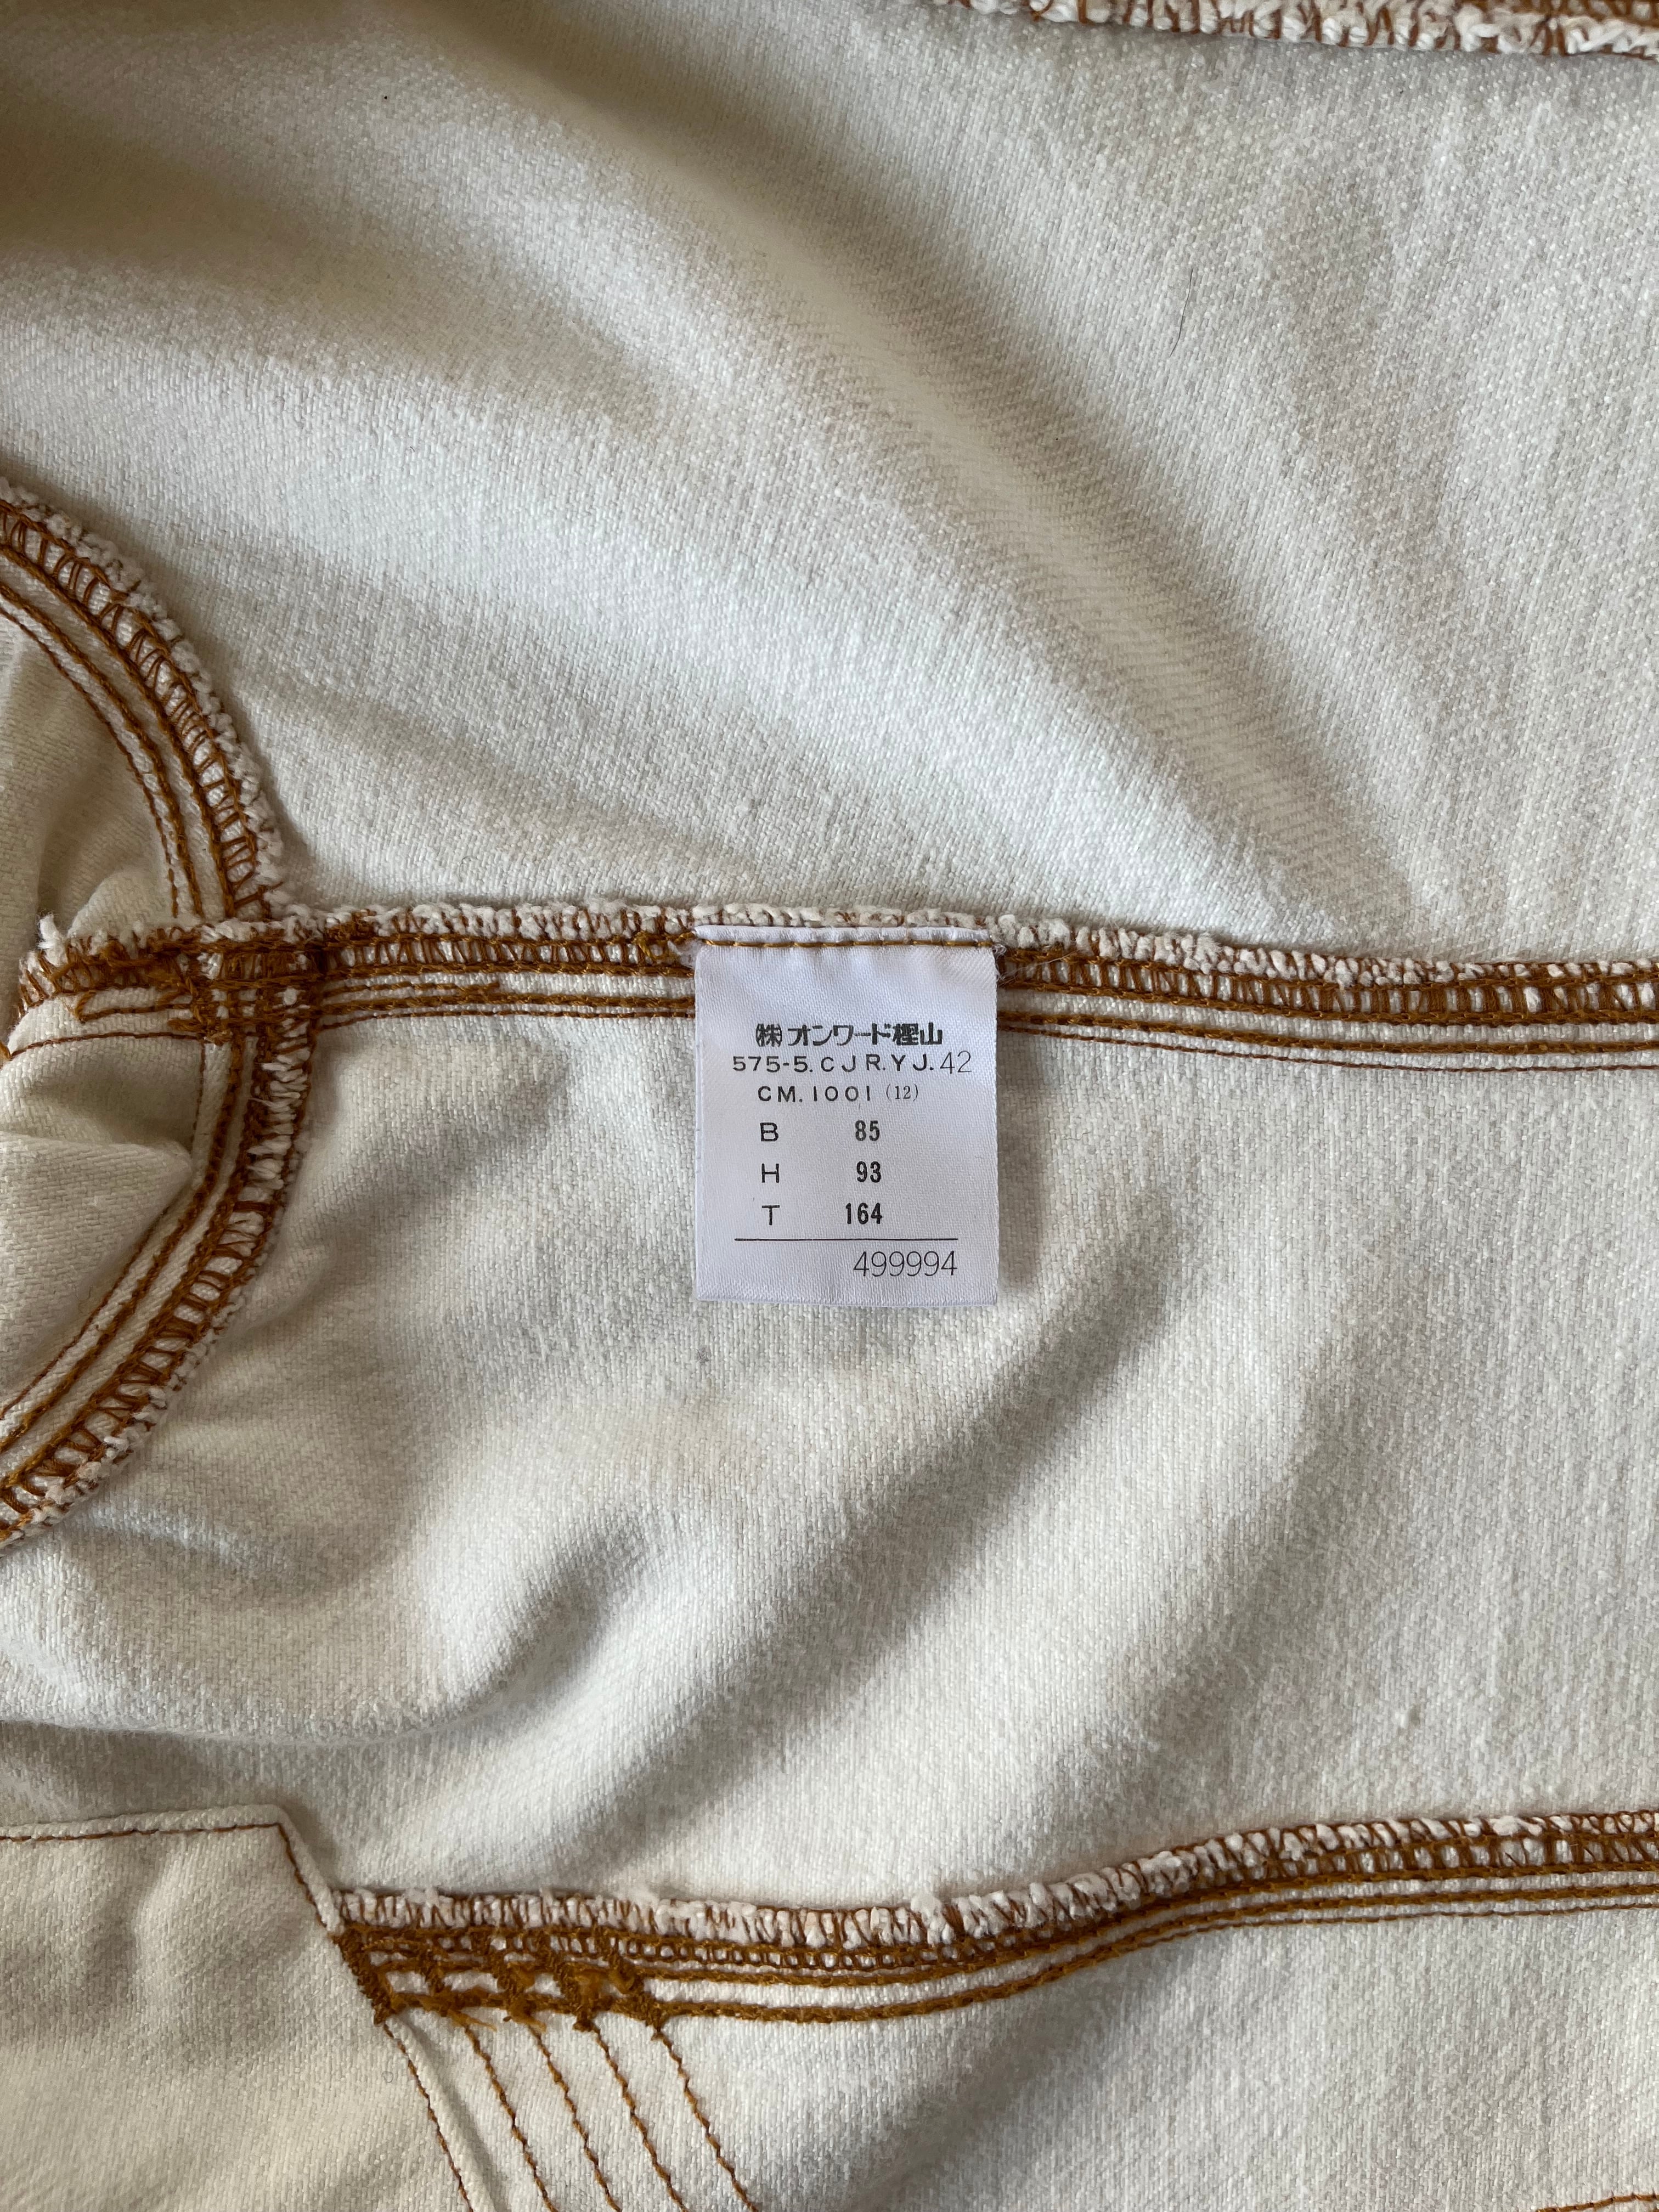 ㈱オンワード樫山
575-5.CJR.YJ.42
CM.1001 (12)
B 85
H 93
T 164
499994